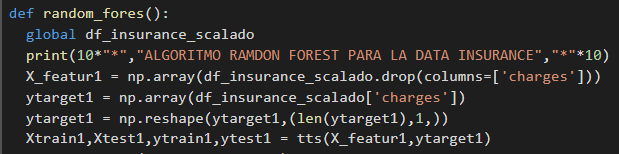 def random_fores():
global df_insurance_scalado
print(10*"*","ALGORITMO RAMDON FOREST PARA LA DATA INSURANCE","*"*10)
X_featur1 = np.array(df_insurance_scalado.drop(columns=['charges']))
ytarget1 = np.array(df_insurance_scalado['charges'])
ytarget1 = np.reshape(ytarget1,(len(ytarget1),1,))
Xtrain1,Xtest1,ytrain1,ytest1 = tts(X_featur1,ytarget1)